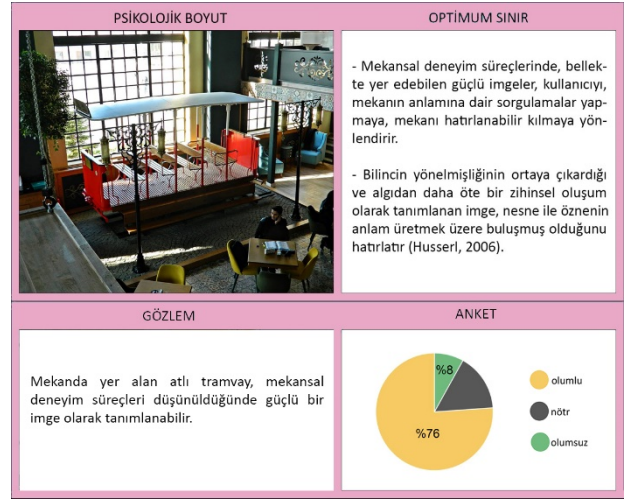 PSİKOLOJİK BOYUT
OPTİMUM SINIR
- Mekansal deneyim süreçlerinde, bellek-
te yer edebilen güçlü imgeler, kullanıcıyı,
mekanın anlamına dair sorgulamalar yap-
maya, mekanı hatırlanabilir kılmaya yön-
lendirir.
- Bilincin yönelmişliğinin ortaya çıkardığı
ve algıdan daha öte bir zihinsel oluşum
olarak tanımlanan imge, nesne ile öznenin
anlam üretmek üzere buluşmuş olduğunu
hatırlatır (Husserl, 2006).
GÖZLEM
Mekanda yer alan atlı tramvay, mekansal
deneyim süreçleri düşünüldüğünde güçlü bir
imge olarak tanımlanabilir.
ANKET
%8
%76
olumlu
nötr
olumsuz